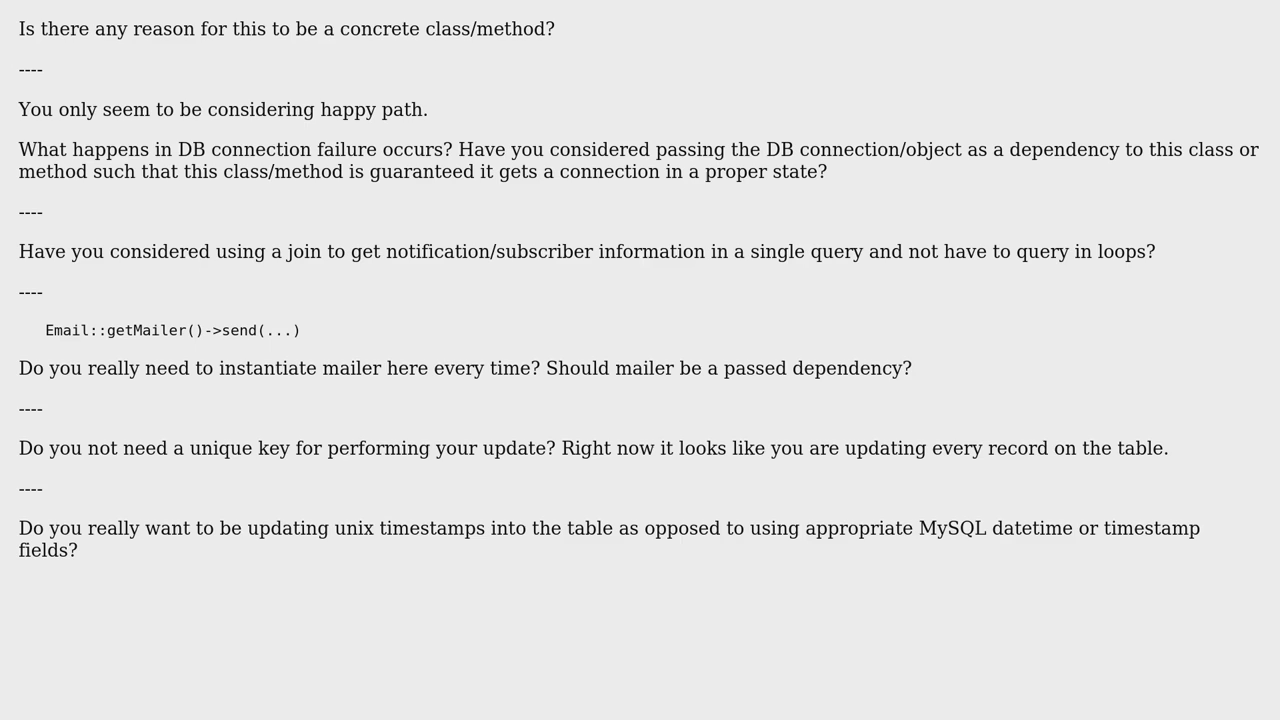 Is there any reason for this to be a concrete class/method?
----
You only seem to be considering happy path.
What happens in DB connection failure occurs? Have you considered passing the DB connection/object as a dependency to this class or
method such that this class/method is guaranteed it gets a connection in a proper state?
----
Have you considered using a join to get notification/subscriber information in a single query and not have to query in loops?
----
Email::getMailer()->send(...)
Do you really need to instantiate mailer here every time? Should mailer be a passed dependency?
----
Do you not need a unique key for performing your update? Right now it looks like you are updating every record on the table.
----
Do you really want to be updating unix timestamps into the table as opposed to using appropriate MySQL datetime or timestamp
fields?